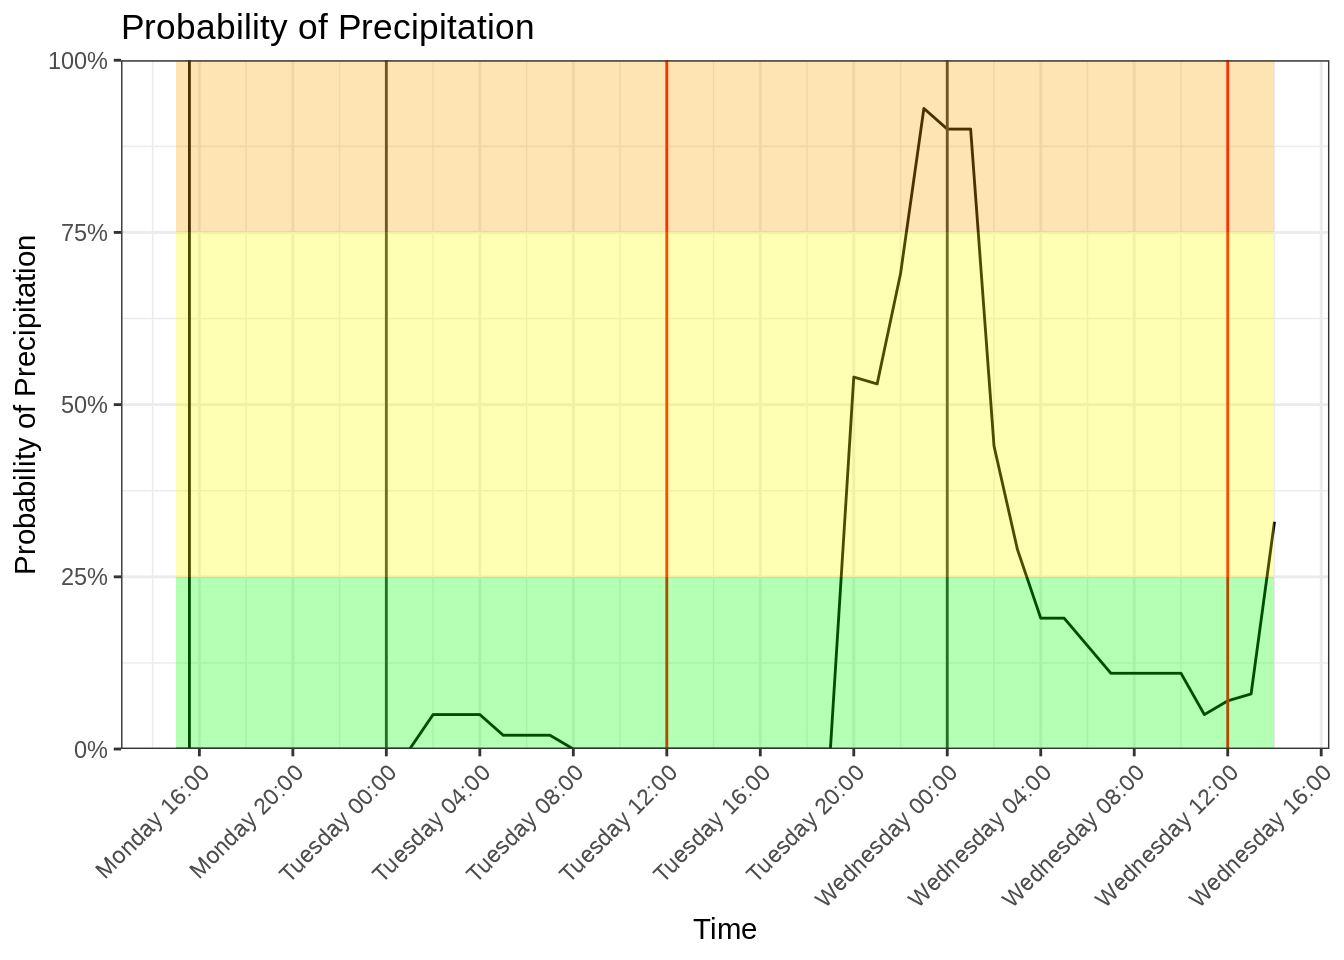 Probability of Precipitation
Probability of Precipitation
100%
75%
50%
25%
0%
Monday 16:00
Monday 20:00
Tuesday 00:00
Tuesday 04:00
Tuesday 08:00
Tuesday 12:00
Tuesday 16:00
Tuesday 20:00
Wednesday 00:00
Wednesday 04:00
Wednesday 08:00
Wednesday 12:00
Wednesday 16:00
Time